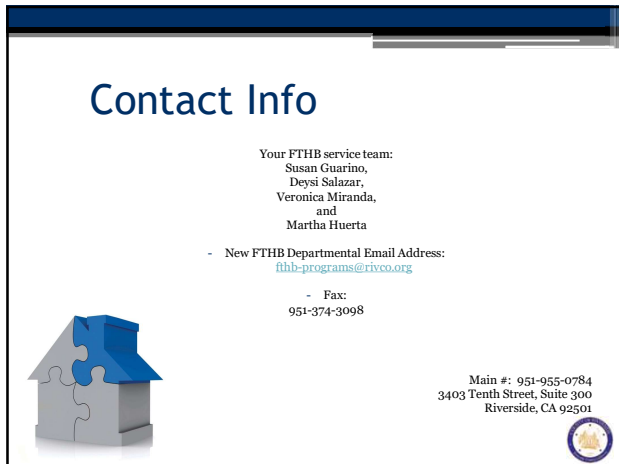 Contact Info
Your FTHB service team:
Susan Guarino,
Deysi Salazar,
Veronica Miranda,
and
Martha Huerta
- New FTHB Departmental Email Address:
fthb-programs@rivco.org
- Fax:
951-374-3098
Main #: 951-955-0784
3403 Tenth Street, Suite 300
Riverside, CA 92501